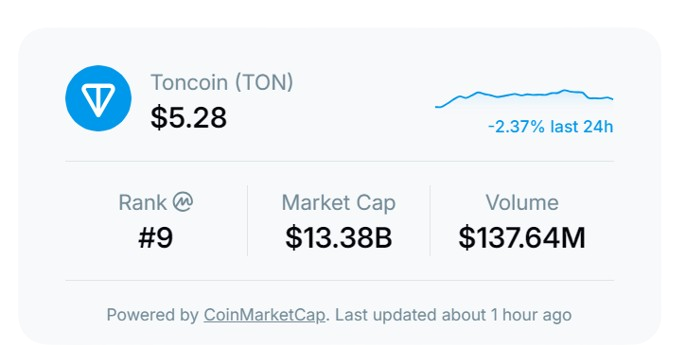 Toncoin (TON)
$5.28
-2.37% last 24h
Rank
#9
Market Cap
$13.38B
Volume
$137.64M
Powered by CoinMarketCap. Last updated about 1 hour ago